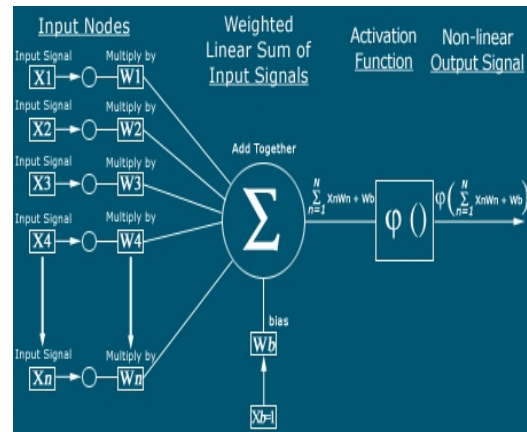 Input Nodes
Weighted
Linear Sum of
Input Signals
Activation
Function
Non-linear
Output Signal
Input Signal
Multiply by
X1
W1
Input Signal
Multiply by
X2
W2
Input Signal
Multiply by
X3
W3
Input Signal
Multiply by
X4
W4
Input Signal
Multiply by
Xn
Wn
Add Together
Σ
bias
Wb
Xb=1
N
Σ XnWn + Wb
n=1
φ ()
N
φ(Σ XnWn + Wb)
n=1